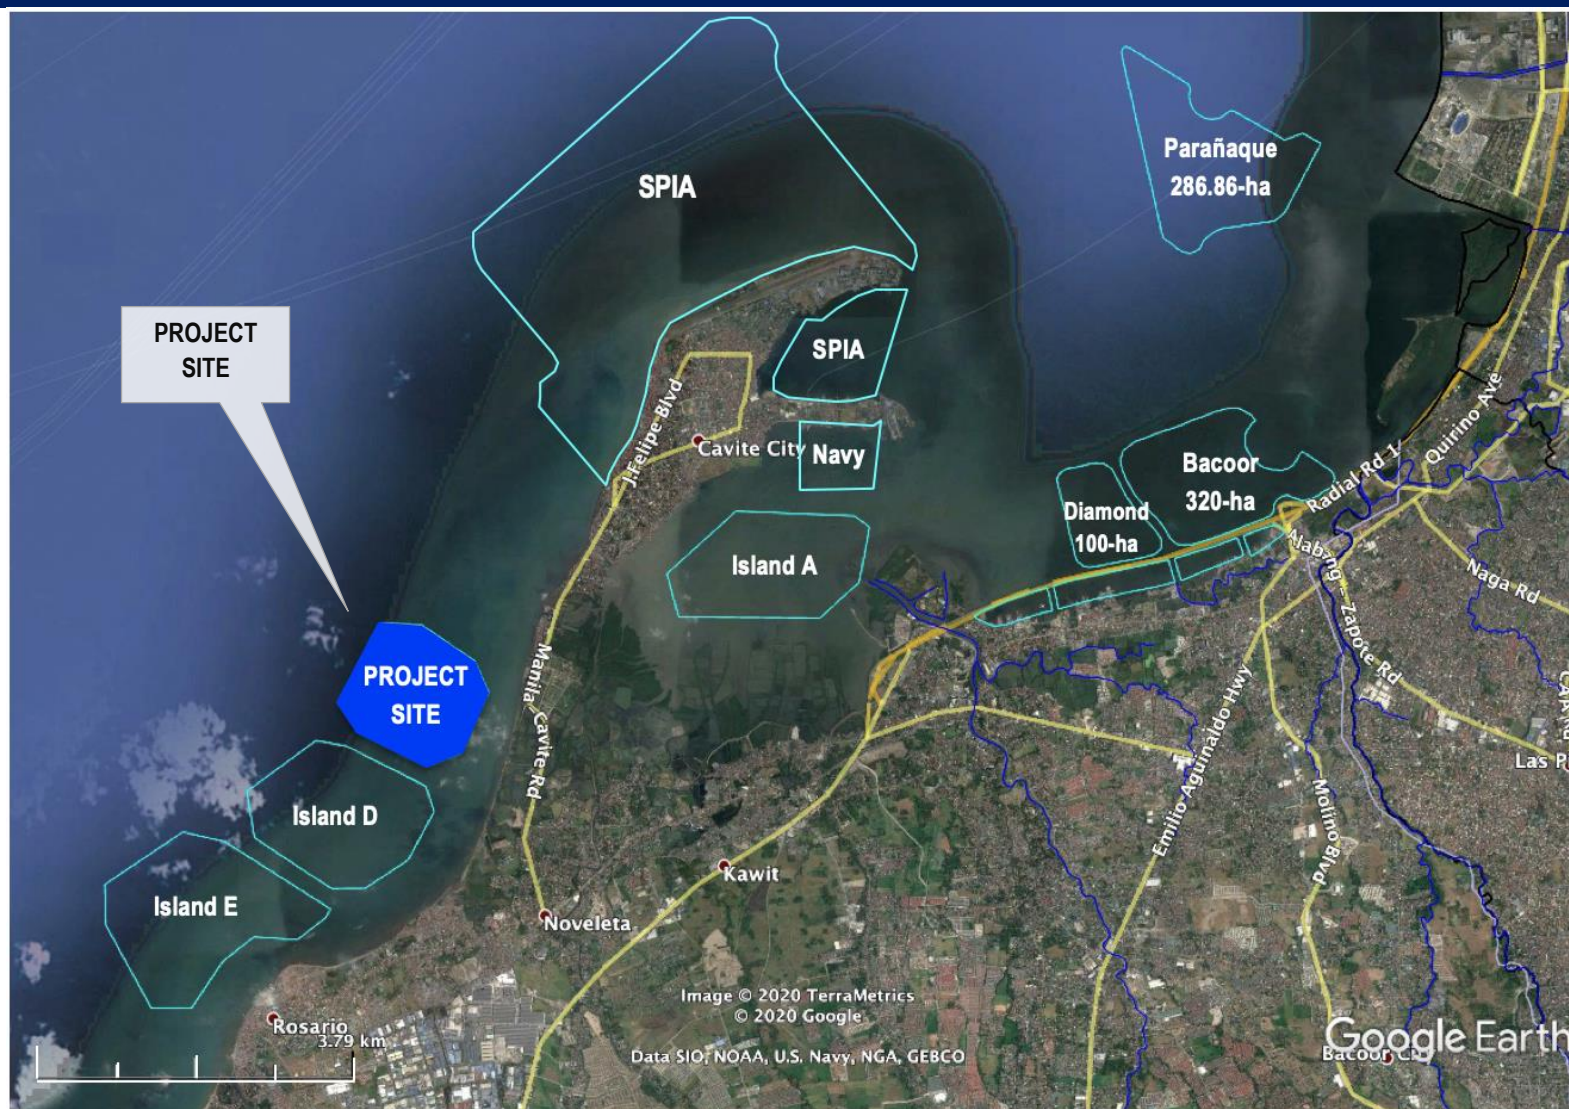 SPIA
Parañaque
286.86-ha
PROJECT
SITE
SPIA
J.Felipe Blvd
Cavite City
Navy
Bacoor
320-ha
Diamond
100-ha
Radial Rd 1
Quirino Ave
Island A
Alabang - Zapote Rd
Naga Rd
PROJECT
SITE
Manila - Cavite Rd
Emilio Aguinaldo Hwy
Molino Blvd
Las P
Island D
Island E
Kawit
Noveleta
Rosario
3.79 km
Image © 2020 TerraMetrics
© 2020 Google
Data SIO, NOAA, U.S. Navy, NGA, GEBCO
Google Earth